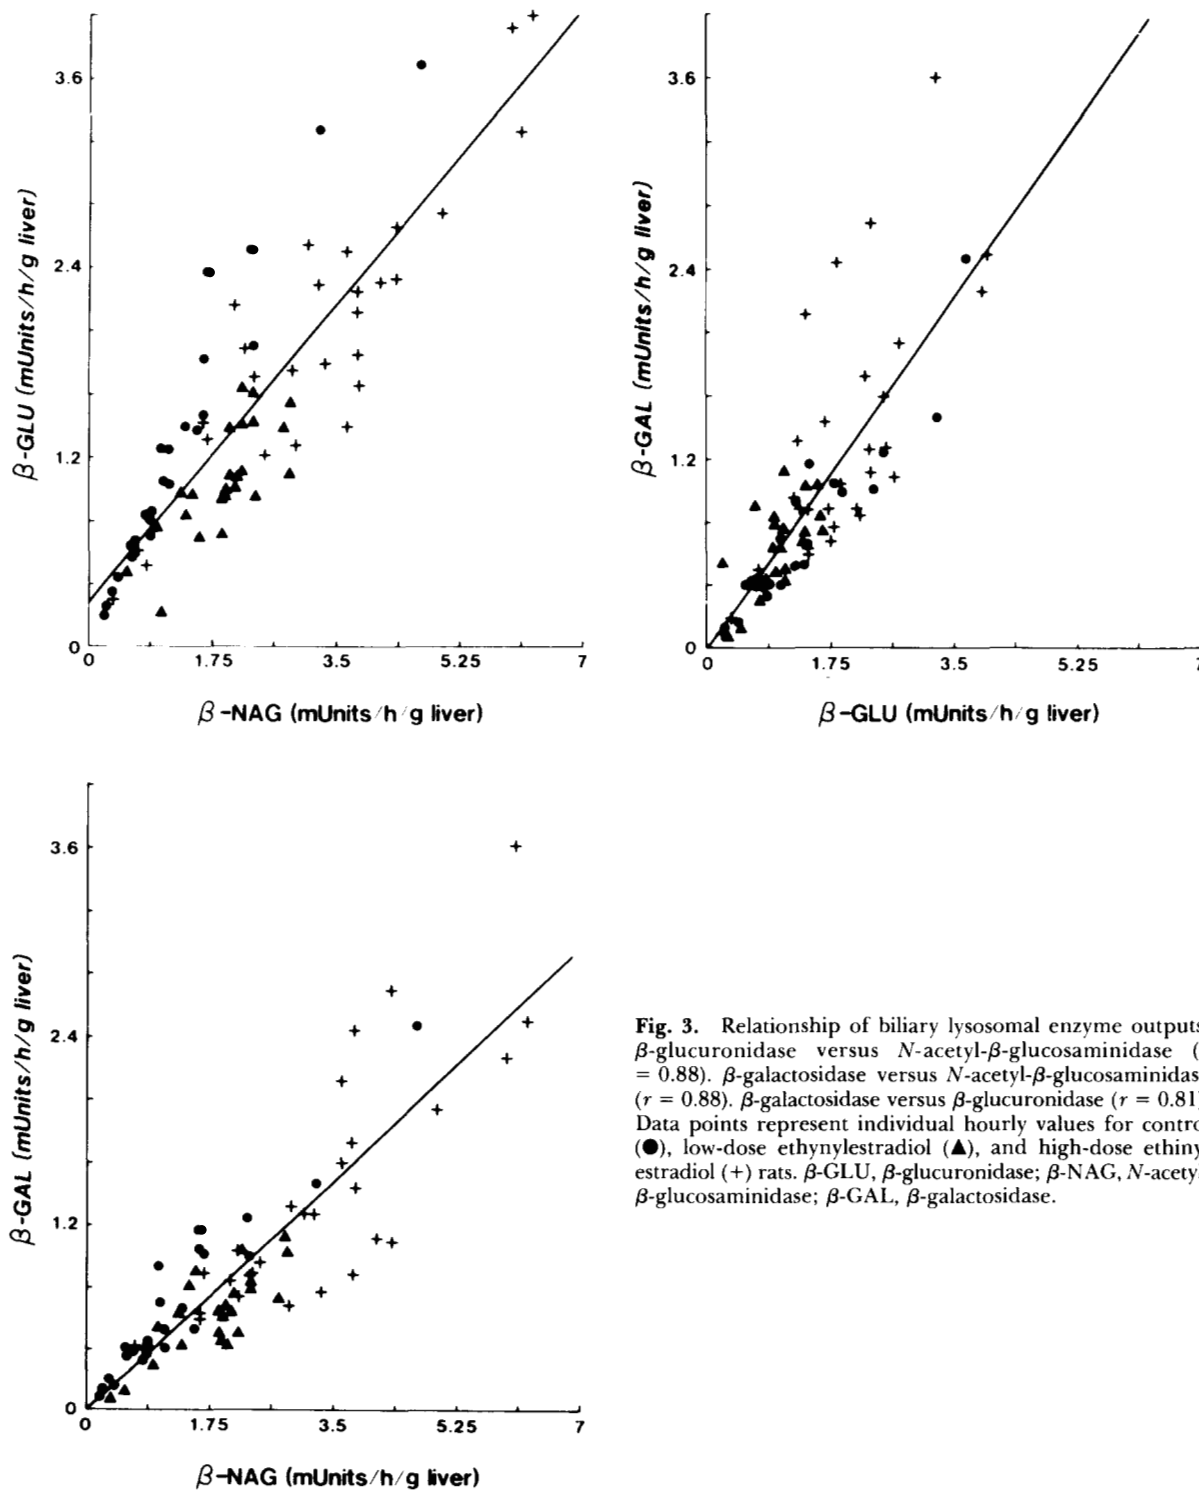 3.6
2.4
1.2
0
β-GLU (mUnits/h/g liver)
0 1.75 3.5 5.25 7
β-NAG (mUnits/h/g liver)
3.6
2.4
1.2
0
β-GAL (mUnits/h/g liver)
0 1.75 3.5 5.25 7
β-GLU (mUnits/h/g liver)
3.6
2.4
1.2
0
β-GAL (mUnits/h/g liver)
0 1.75 3.5 5.25 7
β-NAG (mUnits/h/g liver)
Fig. 3. Relationship of biliary lysosomal enzyme outputs
β-glucuronidase versus N-acetyl-β-glucosaminidase (
= 0.88). β-galactosidase versus N-acetyl-β-glucosaminidas
(r = 0.88). β-galactosidase versus β-glucuronidase (r = 0.81
Data points represent individual hourly values for contro
(●), low-dose ethynylestradiol (▲), and high-dose ethiny
estradiol (+) rats. β-GLU, β-glucuronidase; β-NAG, N-acetyl
β-glucosaminidase; β-GAL, β-galactosidase.